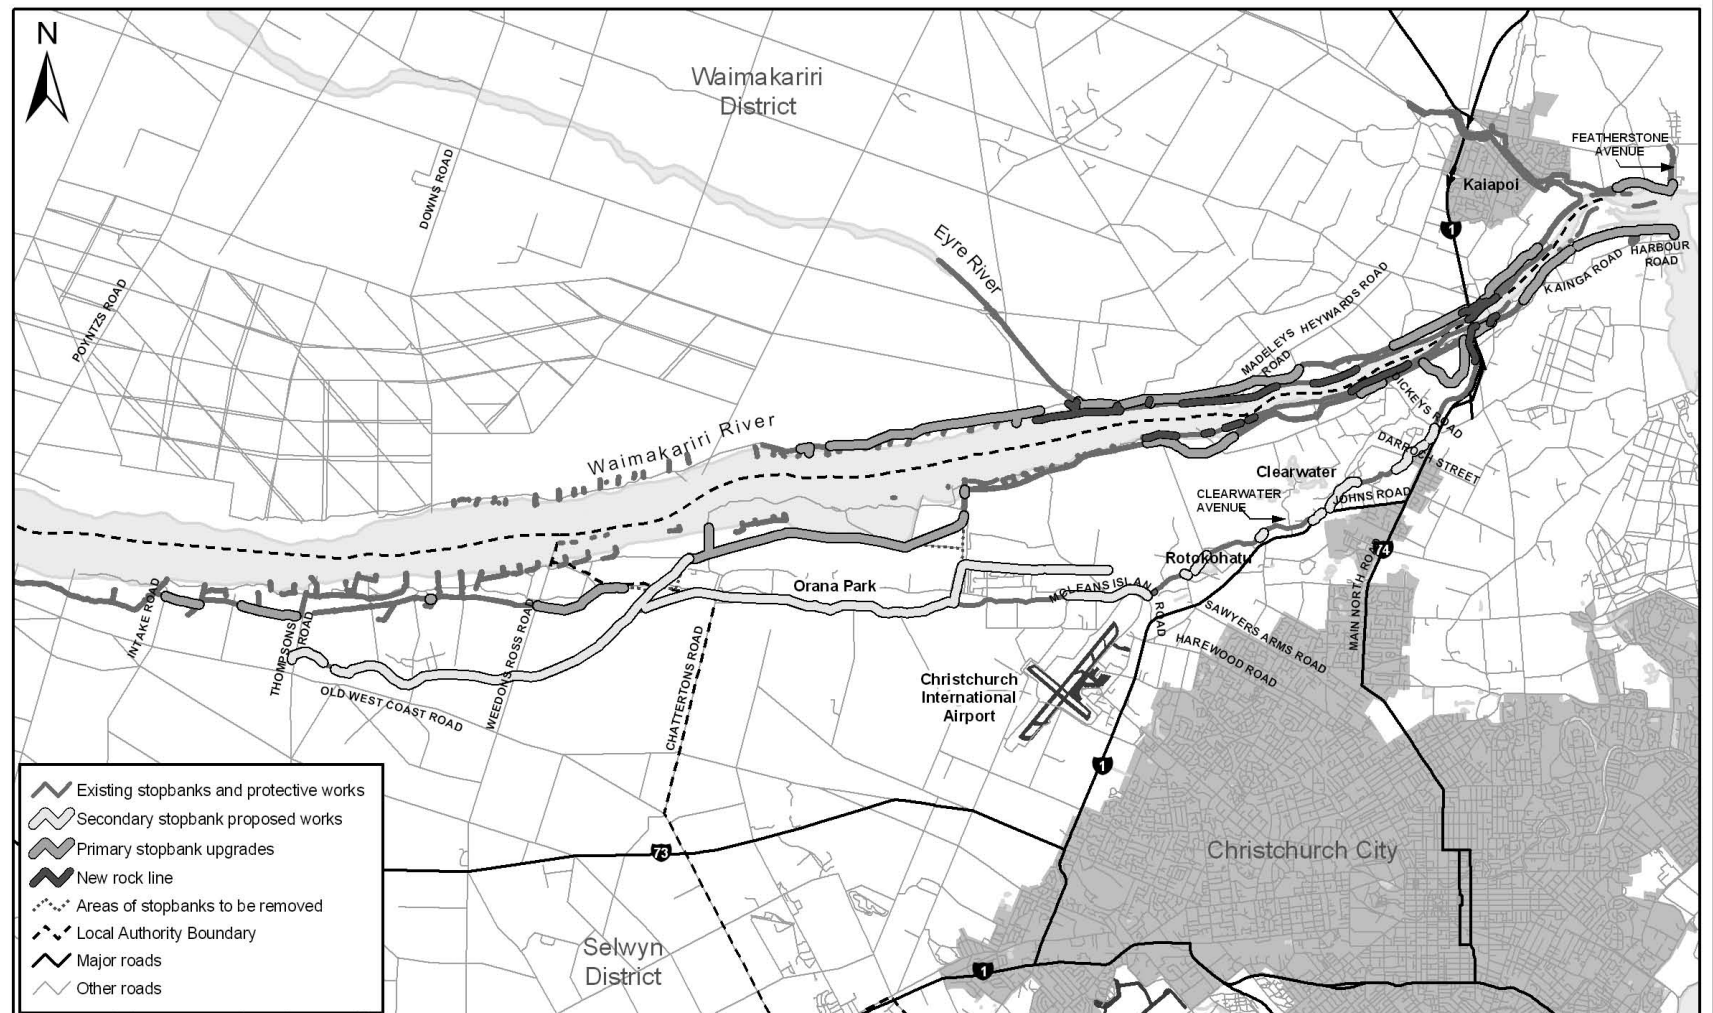 N
Waimakariri
District
FEATHERSTONE
AVENUE
Kaiapoi
DOWNS ROAD
1
Eyre River
HARBOUR
ROAD
KAINGA ROAD
POYNTZS ROAD
HEYWARDS ROAD
MADELEYS
ROAD
DICKEYS ROAD
Waimakariri River
DARROCH STREET
Clearwater
CLEARWATER
AVENUE
JOHNS ROAD
74
Rotokohatu
Orana Park
MCLEANS ISLAN
ROAD
INTAKE ROAD
THOMPSONS
ROAD
WEEDONS ROSS ROAD
CHATTERTONS ROAD
OLD WEST COAST ROAD
SAWYERS ARMS ROAD
HAREWOOD ROAD
MAIN NORTH ROA
Christchurch
International
Airport
1
73
Christchurch City
Selwyn
District
1
Existing stopbanks and protective works
Secondary stopbank proposed works
Primary stopbank upgrades
New rock line
Areas of stopbanks to be removed
Local Authority Boundary
Major roads
Other roads